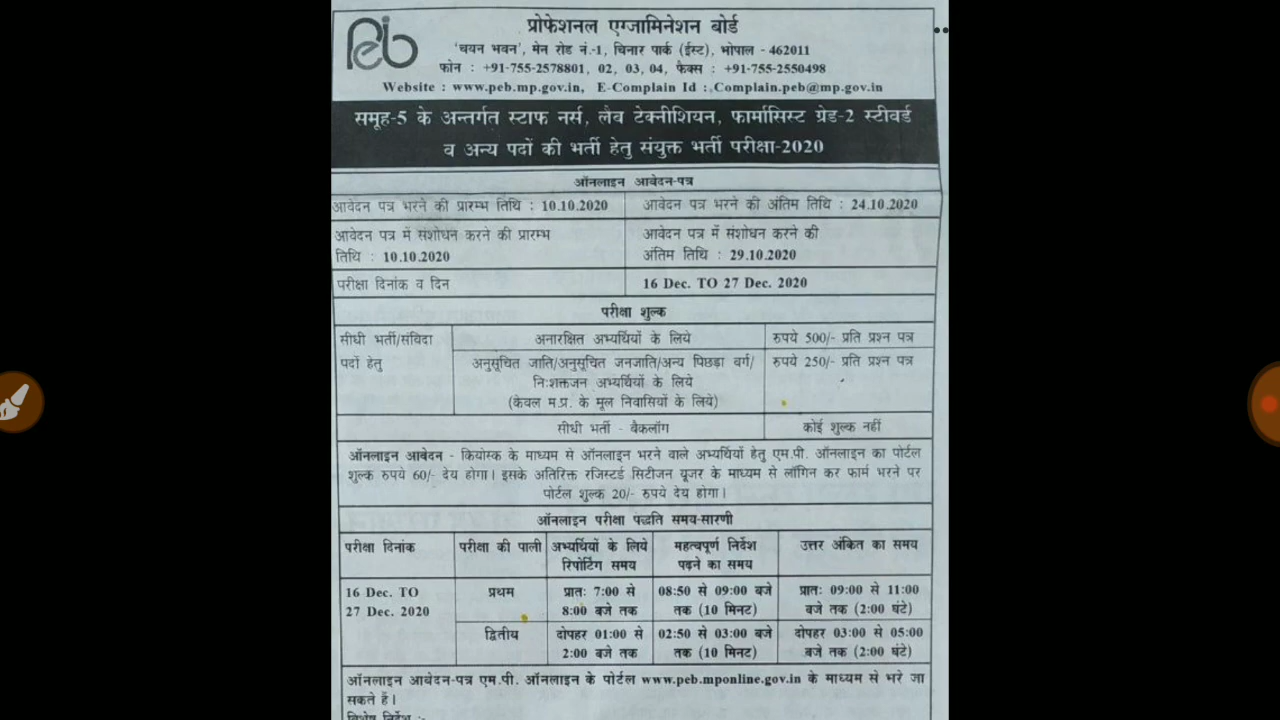 Peb
प्रोफेशनल एग्जामिनेशन बोर्ड
'चयन भवन', मेन रोड नं.-1, चिनार पार्क (ईस्ट), भोपाल - 462011
फोन : +91-755-2578801, 02, 03, 04, फैक्स : +91-755-2550498
Website : www.peb.mp.gov.in, E-Complain Id : Complain.peb@mp.gov.in
समूह-5 के अन्तर्गत स्टाफ नर्स, लैब टेक्नीशियन, फार्मासिस्ट ग्रेड-2 स्टीवर्ड
व अन्य पदों की भर्ती हेतु संयुक्त भर्ती परीक्षा-2020
ऑनलाइन आवेदन-पत्र
आवेदन पत्र भरने की प्रारम्भ तिथि : 10.10.2020 आवेदन पत्र भरने की अंतिम तिथि : 24.10.2020
आवेदन पत्र में संशोधन करने की प्रारम्भ
तिथि : 10.10.2020
आवेदन पत्र में संशोधन करने की
अंतिम तिथि : 29.10.2020
परीक्षा दिनांक व दिन 16 Dec. TO 27 Dec. 2020
परीक्षा शुल्क
सीधी भर्ती/संविदा
पदों हेतु
अनारक्षित अभ्यर्थियों के लिये रुपये 500/- प्रति प्रश्न पत्र
अनुसूचित जाति/अनुसूचित जनजाति/अन्य पिछड़ा वर्ग/ रुपये 250/- प्रति प्रश्न पत्र
निःशक्तजन अभ्यर्थियों के लिये
(केवल म.प्र. के मूल निवासियों के लिये)
सीधी भर्ती - बैकलॉग कोई शुल्क नहीं
ऑनलाइन आवेदन - कियोस्क के माध्यम से ऑनलाइन भरने वाले अभ्यर्थियों हेतु एम.पी. ऑनलाइन का पोर्टल
शुल्क रुपये 60/- देय होगा। इसके अतिरिक्त रजिस्टर्ड सिटीजन यूजर के माध्यम से लॉगिन कर फार्म भरने पर
पोर्टल शुल्क 20/- रुपये देय होगा।
ऑनलाइन परीक्षा पद्धति समय-सारणी
परीक्षा दिनांक
परीक्षा की पाली
अभ्यर्थियों के लिये
रिपोर्टिंग समय
महत्वपूर्ण निर्देश
पढ़ने का समय
उत्तर अंकित का समय
16 Dec. TO
27 Dec. 2020
प्रथम
प्रातः 7:00 से
8:00 बजे तक
08:50 से 09:00 बजे
तक (10 मिनट)
प्रातः 09:00 से 11:00
बजे तक (2:00 घंटे)
द्वितीय
दोपहर 01:00 से
2:00 बजे तक
02:50 से 03:00 बजे
तक (10 मिनट)
दोपहर 03:00 से 05:00
बजे तक (2:00 घंटे)
ऑनलाइन आवेदन-पत्र एम.पी. ऑनलाइन के पोर्टल www.peb.mponline.gov.in के माध्यम से भरे जा
सकते है।
विशेष निर्देश :-